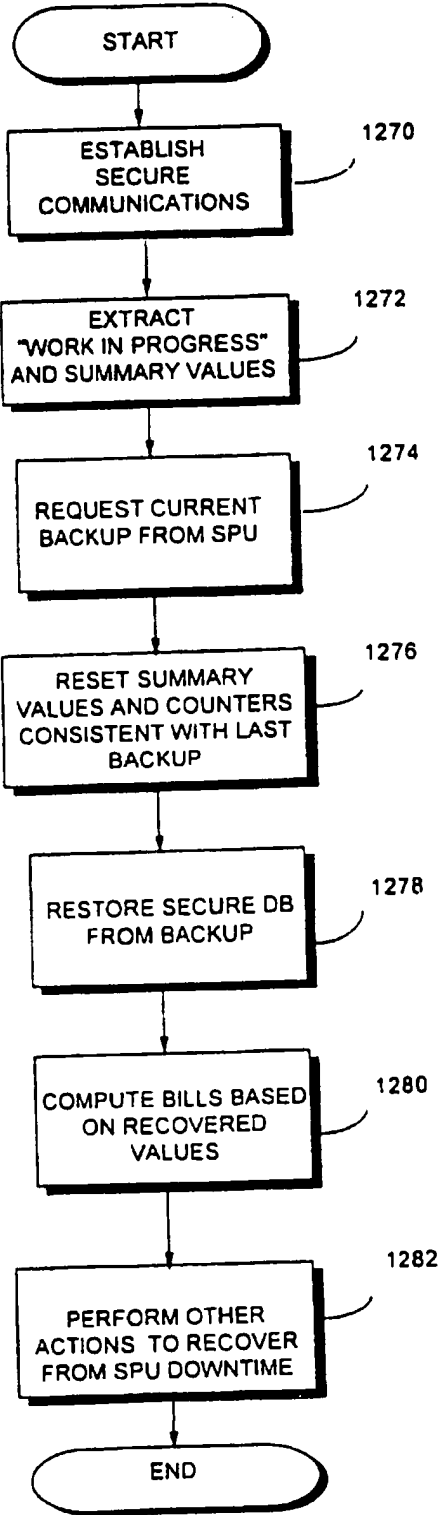 START
1270
ESTABLISH
SECURE
COMMUNICATIONS
1272
EXTRACT
"WORK IN PROGRESS"
AND SUMMARY VALUES
1274
REQUEST CURRENT
BACKUP FROM SPU
1276
RESET SUMMARY
VALUES AND COUNTERS
CONSISTENT WITH LAST
BACKUP
1278
RESTORE SECURE DB
FROM BACKUP
1280
COMPUTE BILLS BASED
ON RECOVERED
VALUES
1282
PERFORM OTHER
ACTIONS TO RECOVER
FROM SPU DOWNTIME
END